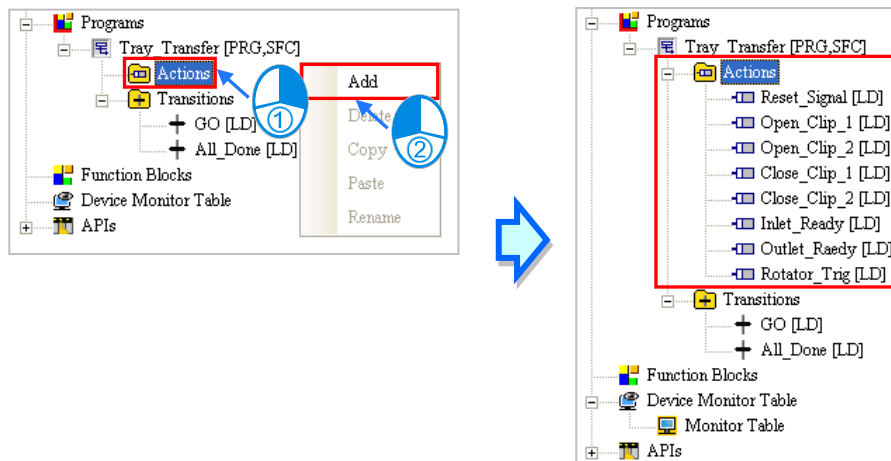 Programs
Tray_Transfer [PRG,SFC]
Actions
Transitions
GO [LD]
All_Done [LD]
Function Blocks
Device Monitor Table
APIs
Add
Delete
Copy
Paste
Rename
1
2
Programs
Tray_Transfer [PRG,SFC]
Actions
Reset_Signal [LD]
Open_Clip_1 [LD]
Open_Clip_2 [LD]
Close_Clip_1 [LD]
Close_Clip_2 [LD]
Inlet_Ready [LD]
Outlet_Raedy [LD]
Rotator_Trig [LD]
Transitions
GO [LD]
All_Done [LD]
Function Blocks
Device Monitor Table
Monitor Table
APIs